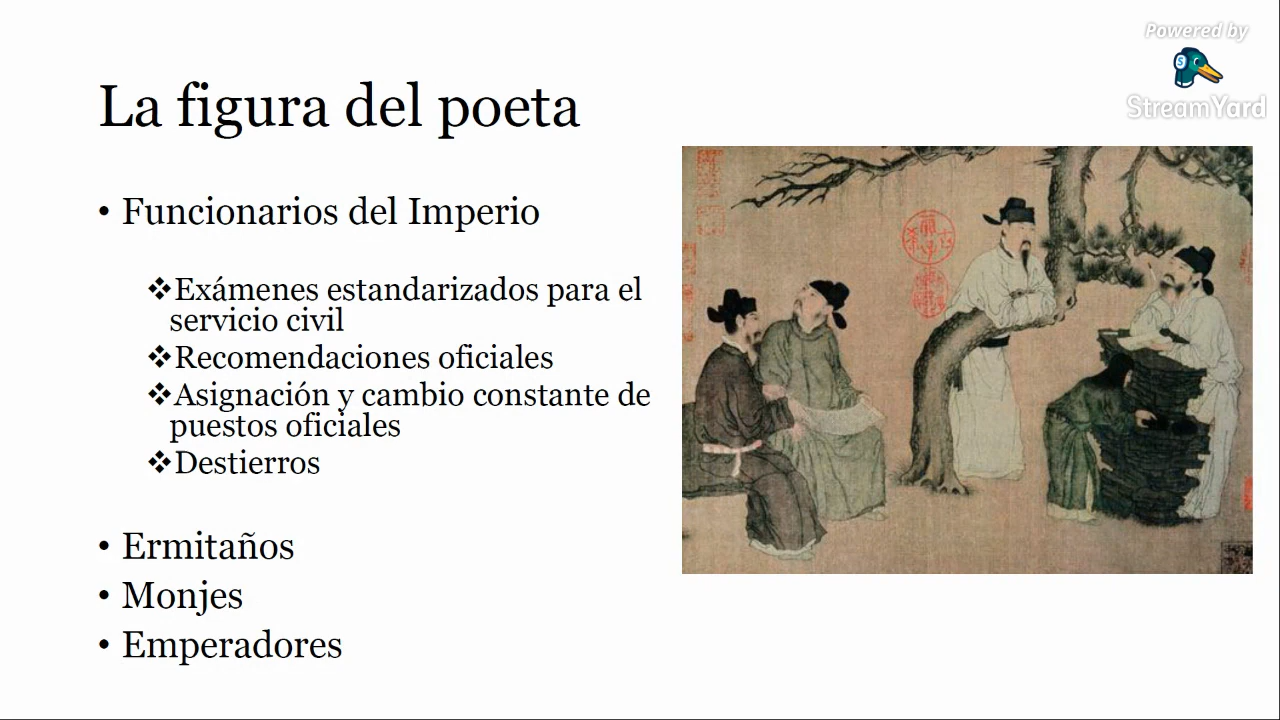 Powered by
StreamYard
La figura del poeta
• Funcionarios del Imperio
❖Exámenes estandarizados para el
servicio civil
❖Recomendaciones oficiales
❖Asignación y cambio constante de
puestos oficiales
❖Destierros
• Ermitaños
• Monjes
• Emperadores